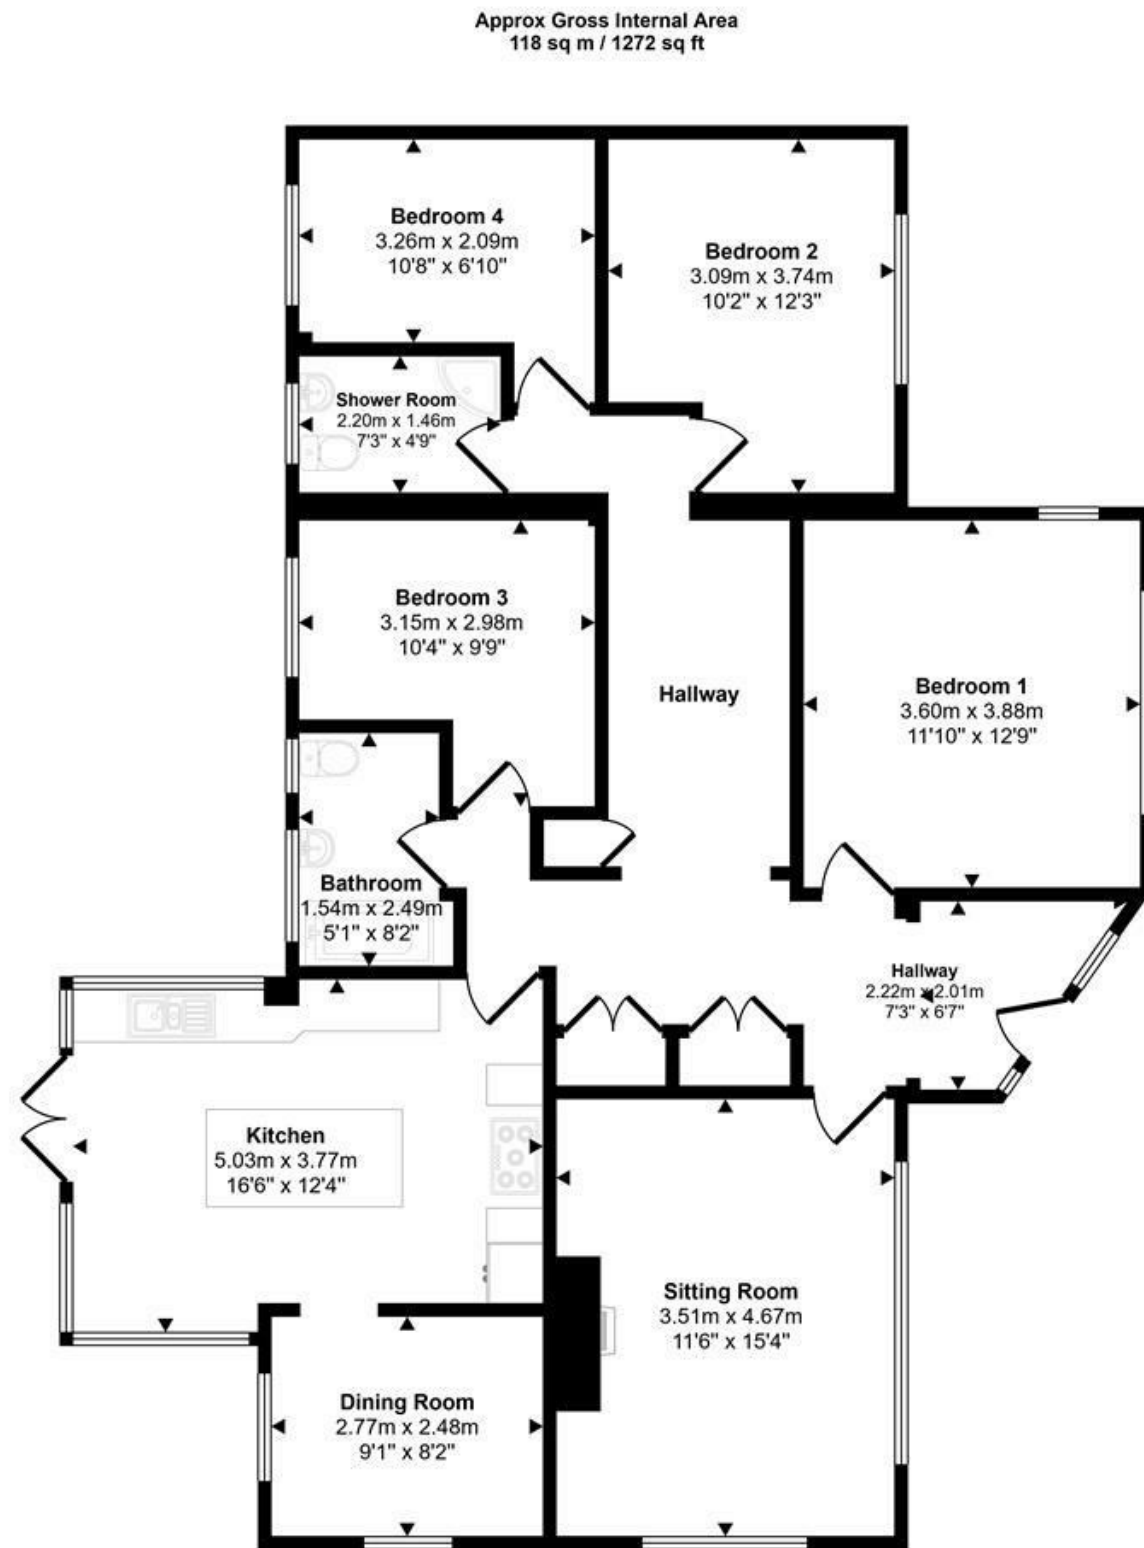 Approx Gross Internal Area
118 sq m / 1272 sq ft
Bedroom 4
3.26m x 2.09m
10'8" x 6'10"
Bedroom 2
3.09m x 3.74m
10'2" x 12'3"
Shower Room
2.20m x 1.46m
7'3" x 4'9"
Bedroom 3
3.15m x 2.98m
10'4" x 9'9"
Hallway
Bedroom 1
3.60m x 3.88m
11'10" x 12'9"
Bathroom
1.54m x 2.49m
5'1" x 8'2"
Hallway
2.22m x 2.01m
7'3" x 6'7"
Kitchen
5.03m x 3.77m
16'6" x 12'4"
Sitting Room
3.51m x 4.67m
11'6" x 15'4"
Dining Room
2.77m x 2.48m
9'1" x 8'2"